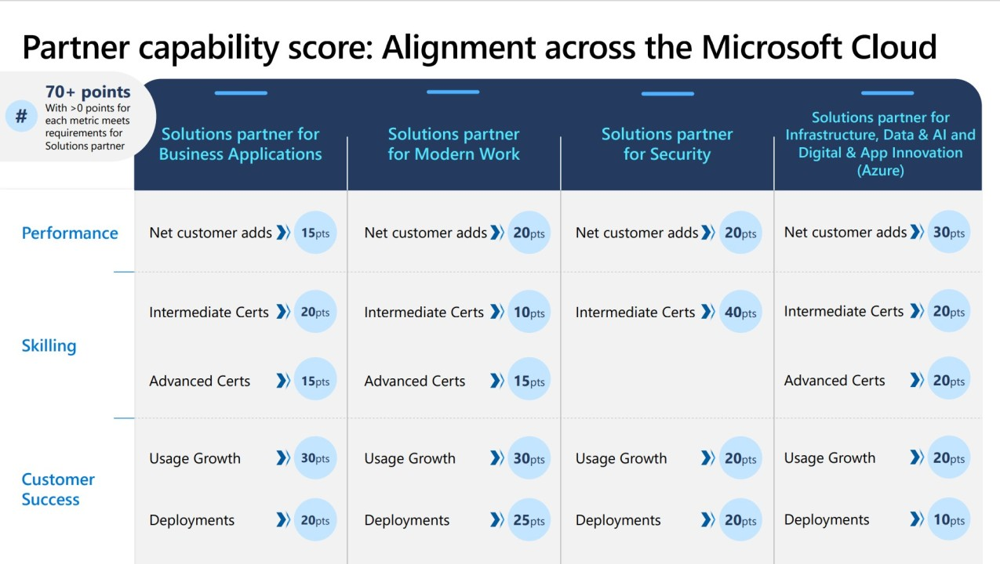 Partner capability score: Alignment across the Microsoft Cloud
#
70+ points
With >0 points for
each metric meets
requirements for
Solutions partner
Solutions partner for
Business Applications
Solutions partner
for Modern Work
Solutions partner
for Security
Solutions partner for
Infrastructure, Data & AI and
Digital & App Innovation
(Azure)
Performance
Net customer adds 15pts
Net customer adds 20pts
Net customer adds 20pts
Net customer adds 30pts
Skilling
Intermediate Certs 20pts
Intermediate Certs 10pts
Intermediate Certs 40pts
Intermediate Certs 20pts
Advanced Certs 15pts
Advanced Certs 15pts
Advanced Certs 20pts
Customer
Success
Usage Growth 30pts
Usage Growth 30pts
Usage Growth 20pts
Usage Growth 20pts
Deployments 20pts
Deployments 25pts
Deployments 20pts
Deployments 10pts